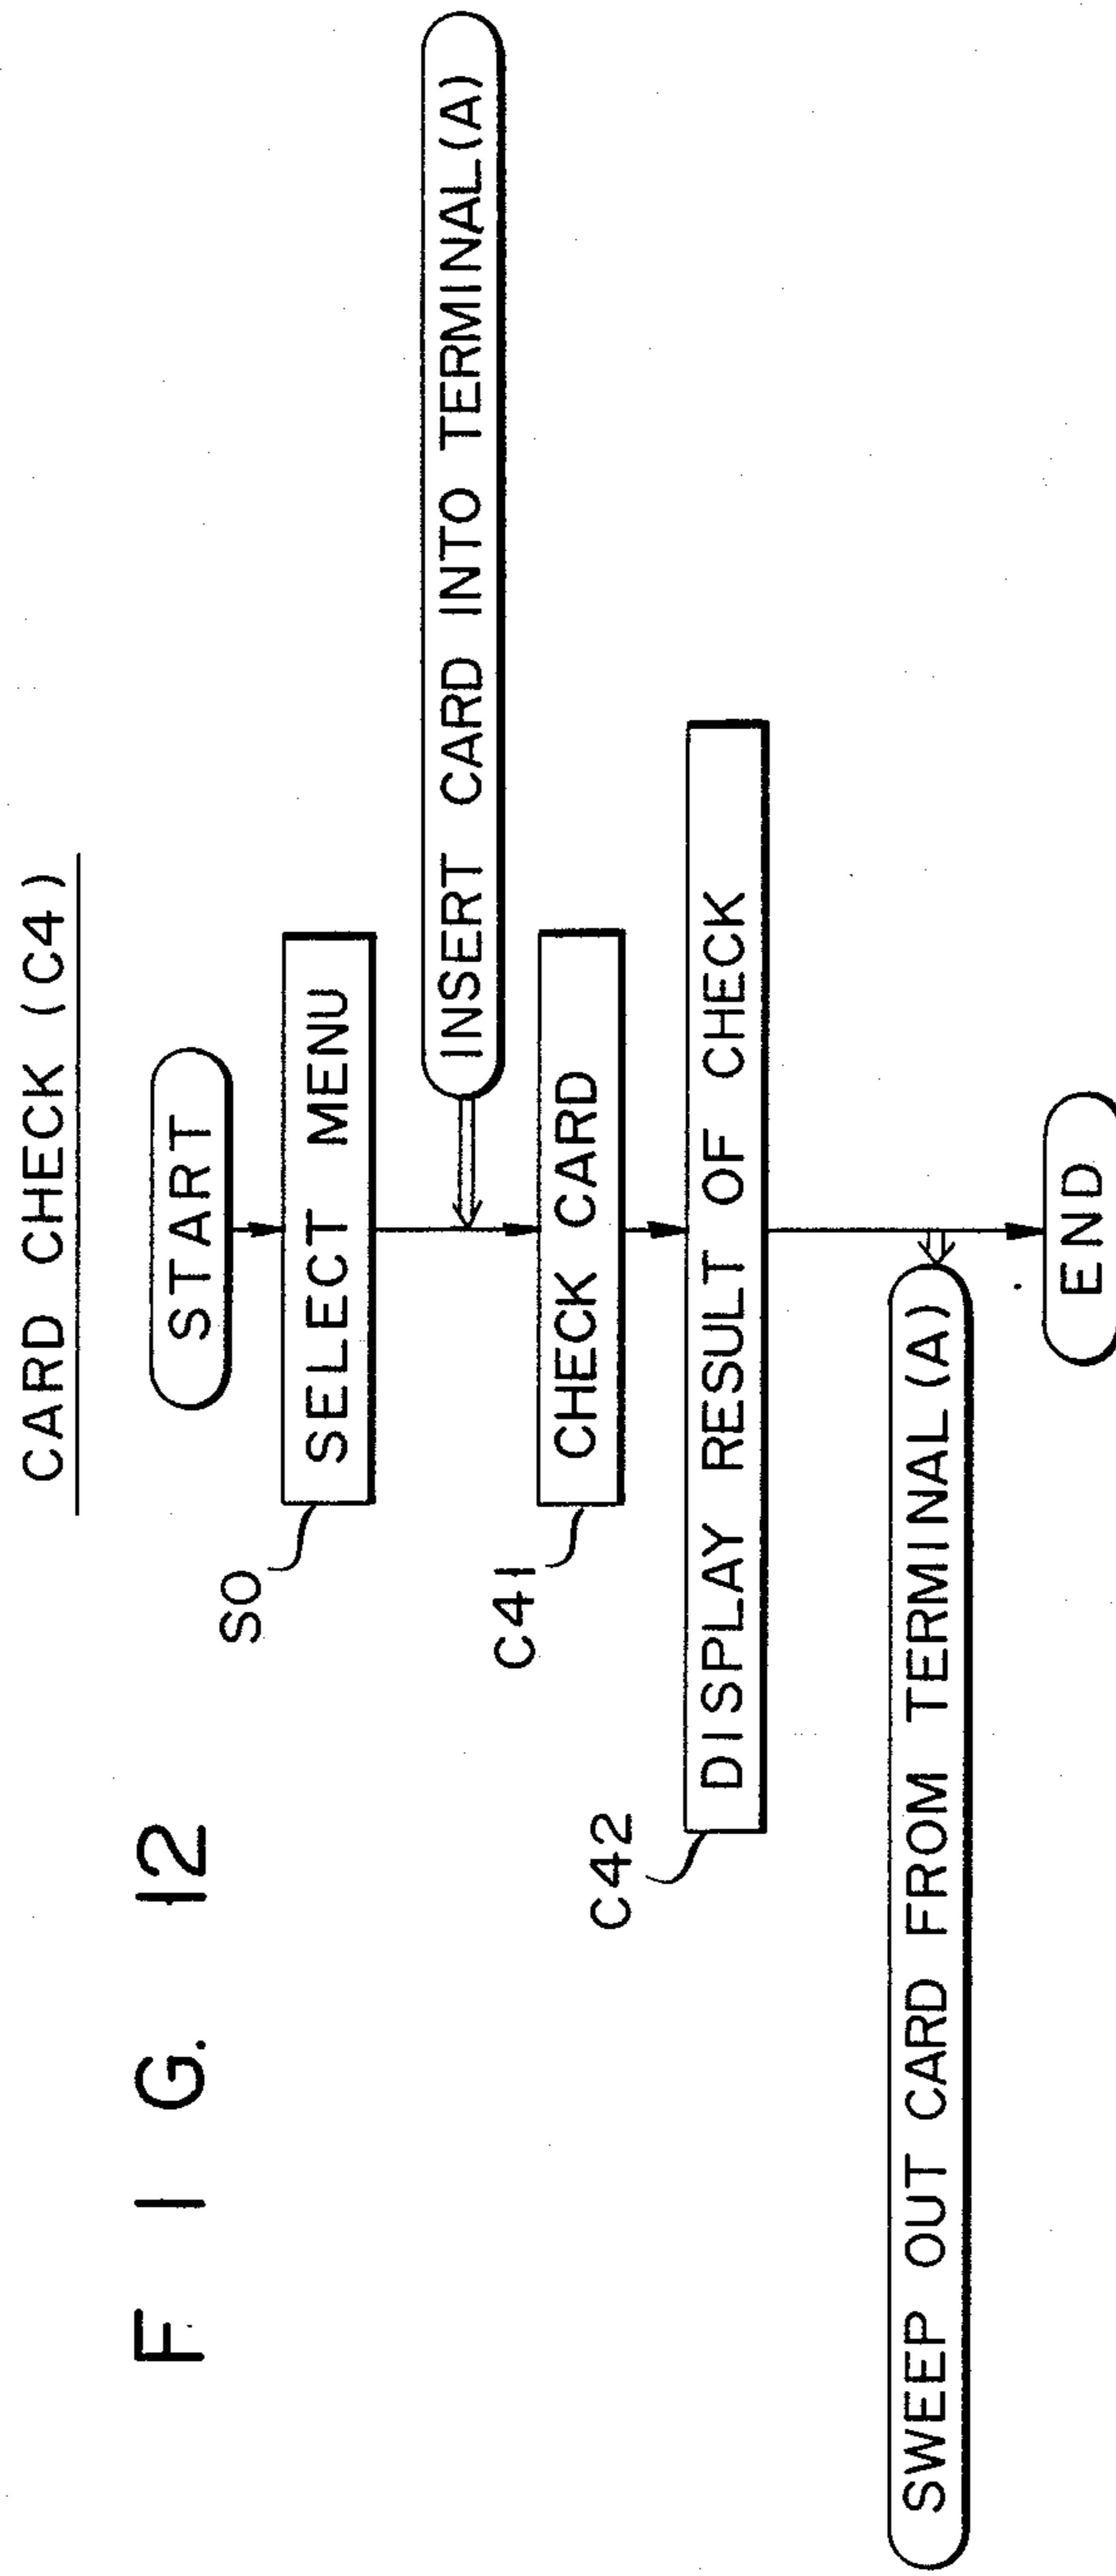 FIG. 12
CARD CHECK (C4)
START
S0
SELECT MENU
INSERT CARD INTO TERMINAL (A)
C41
CHECK CARD
C42
DISPLAY RESULT OF CHECK
SWEEP OUT CARD FROM TERMINAL (A)
END